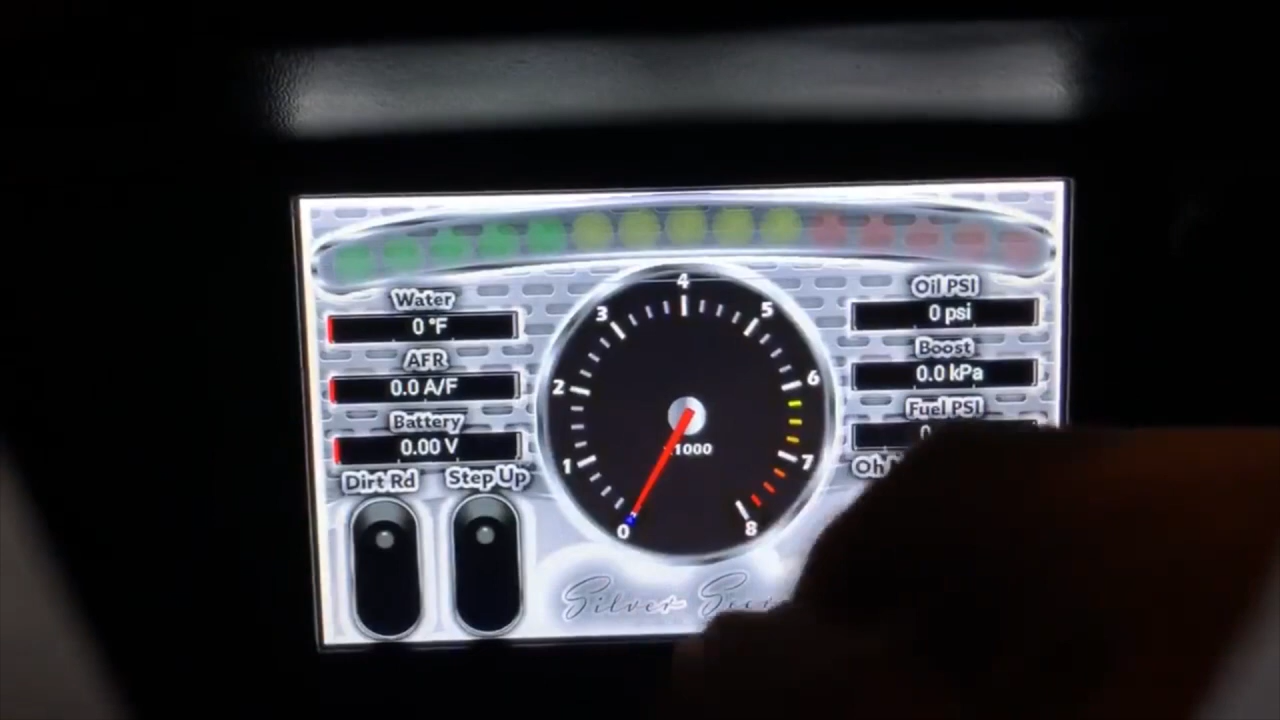 Water
0 °F
AFR
0.0 A/F
Battery
0.00 V
Dirt Rd
Step Up
0
1
2
3
4
5
6
7
8
1000
Oil PSI
0 psi
Boost
0.0 kPa
Fuel PSI
Oh
Silver